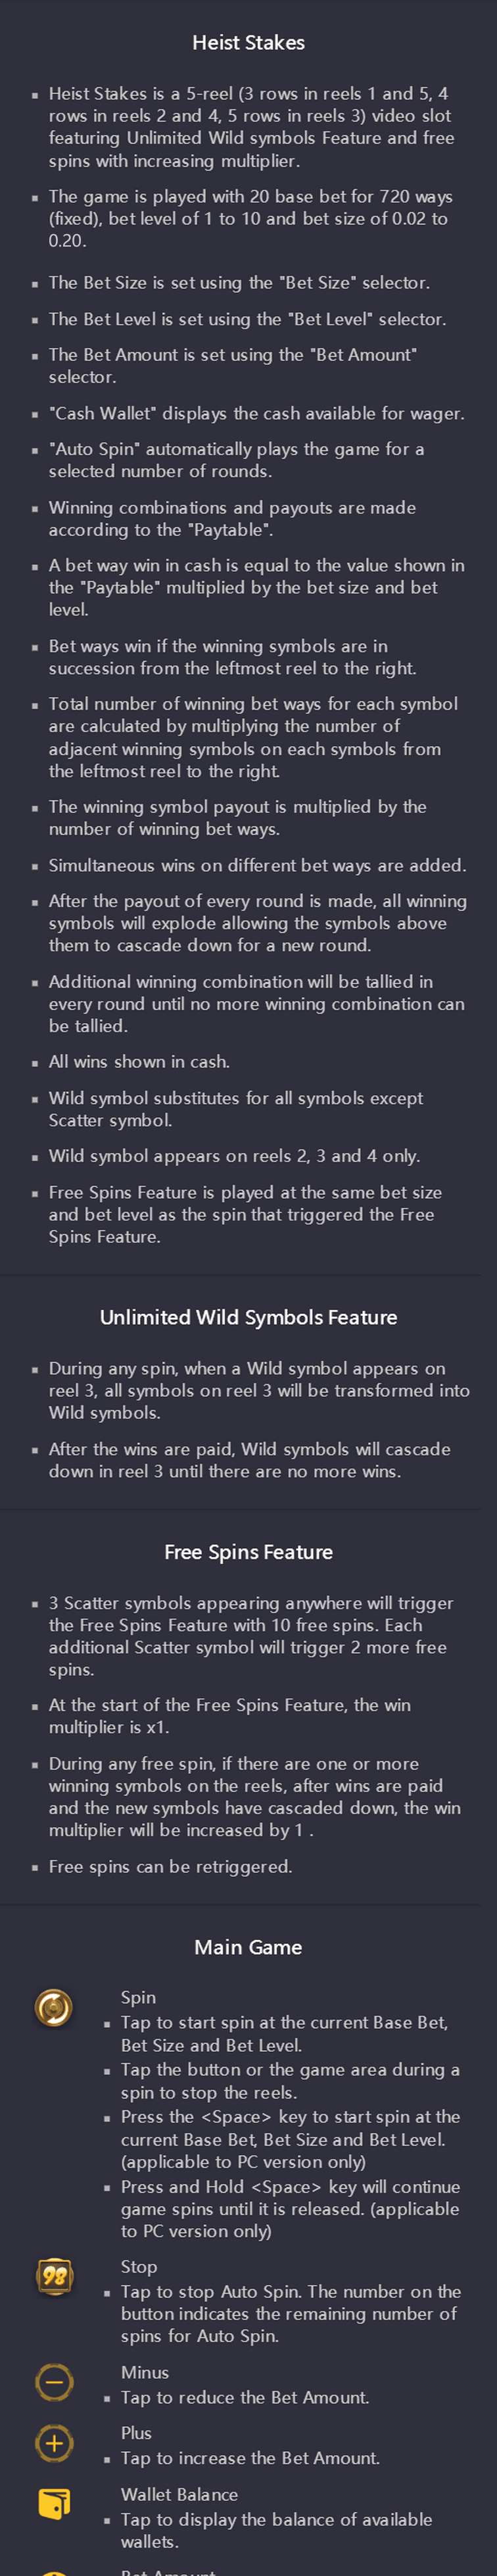 Heist Stakes
Heist Stakes is a 5-reel (3 rows in reels 1 and 5, 4
rows in reels 2 and 4, 5 rows in reels 3) video slot
featuring Unlimited Wild symbols Feature and free
spins with increasing multiplier.
The game is played with 20 base bet for 720 ways
(fixed), bet level of 1 to 10 and bet size of 0.02 to
0.20.
The Bet Size is set using the "Bet Size" selector.
The Bet Level is set using the "Bet Level" selector.
The Bet Amount is set using the "Bet Amount"
selector.
"Cash Wallet" displays the cash available for wager.
"Auto Spin" automatically plays the game for a
selected number of rounds.
Winning combinations and payouts are made
according to the "Paytable".
A bet way win in cash is equal to the value shown in
the "Paytable" multiplied by the bet size and bet
level.
Bet ways win if the winning symbols are in
succession from the leftmost reel to the right.
Total number of winning bet ways for each symbol
are calculated by multiplying the number of
adjacent winning symbols on each symbols from
the leftmost reel to the right.
The winning symbol payout is multiplied by the
number of winning bet ways.
Simultaneous wins on different bet ways are added.
After the payout of every round is made, all winning
symbols will explode allowing the symbols above
them to cascade down for a new round.
Additional winning combination will be tallied in
every round until no more winning combination can
be tallied.
All wins shown in cash.
Wild symbol substitutes for all symbols except
Scatter symbol.
Wild symbol appears on reels 2, 3 and 4 only.
Free Spins Feature is played at the same bet size
and bet level as the spin that triggered the Free
Spins Feature.
Unlimited Wild Symbols Feature
During any spin, when a Wild symbol appears on
reel 3, all symbols on reel 3 will be transformed into
Wild symbols.
After the wins are paid, Wild symbols will cascade
down in reel 3 until there are no more wins.
Free Spins Feature
3 Scatter symbols appearing anywhere will trigger
the Free Spins Feature with 10 free spins. Each
additional Scatter symbol will trigger 2 more free
spins.
At the start of the Free Spins Feature, the win
multiplier is x1.
During any free spin, if there are one or more
winning symbols on the reels, after wins are paid
and the new symbols have cascaded down, the win
multiplier will be increased by 1 .
Free spins can be retriggered.
Main Game
Spin
Tap to start spin at the current Base Bet,
Bet Size and Bet Level.
Tap the button or the game area during a
spin to stop the reels.
Press the <Space> key to start spin at the
current Base Bet, Bet Size and Bet Level.
(applicable to PC version only)
Press and Hold <Space> key will continue
game spins until it is released. (applicable
to PC version only)
98
Stop
Tap to stop Auto Spin. The number on the
button indicates the remaining number of
spins for Auto Spin.
Minus
Tap to reduce the Bet Amount.
Plus
Tap to increase the Bet Amount.
Wallet Balance
Tap to display the balance of available
wallets.
Bet Amount